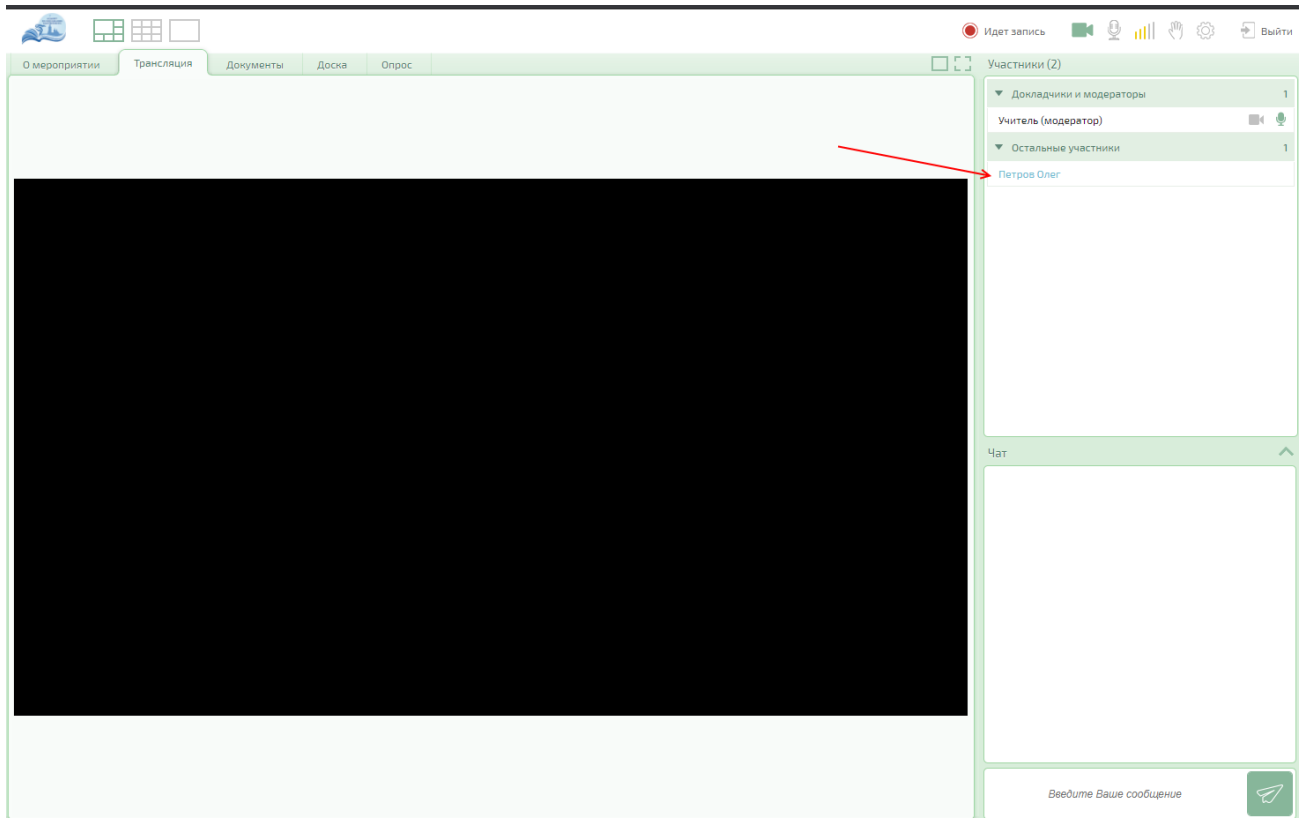 Идет запись
Выйти
О мероприятии
Трансляция
Документы
Доска
Опрос
Участники (2)
Докладчики и модераторы 1
Учитель (модератор)
Остальные участники 1
Петров Олег
Чат
Введите Ваше сообщение